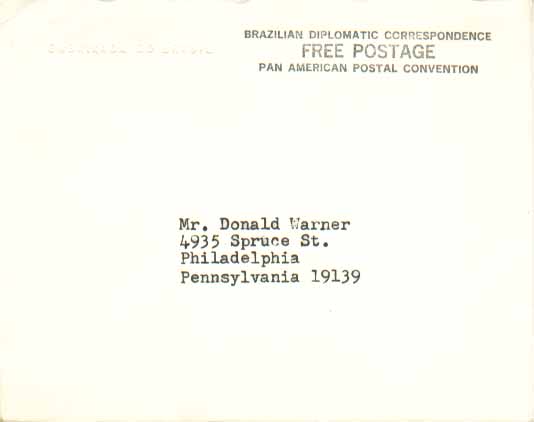 BRAZILIAN DIPLOMATIC CORRESPONDENCE
FREE POSTAGE
PAN AMERICAN POSTAL CONVENTION
Mr. Donald Warner
4935 Spruce St.
Philadelphia
Pennsylvania 19139